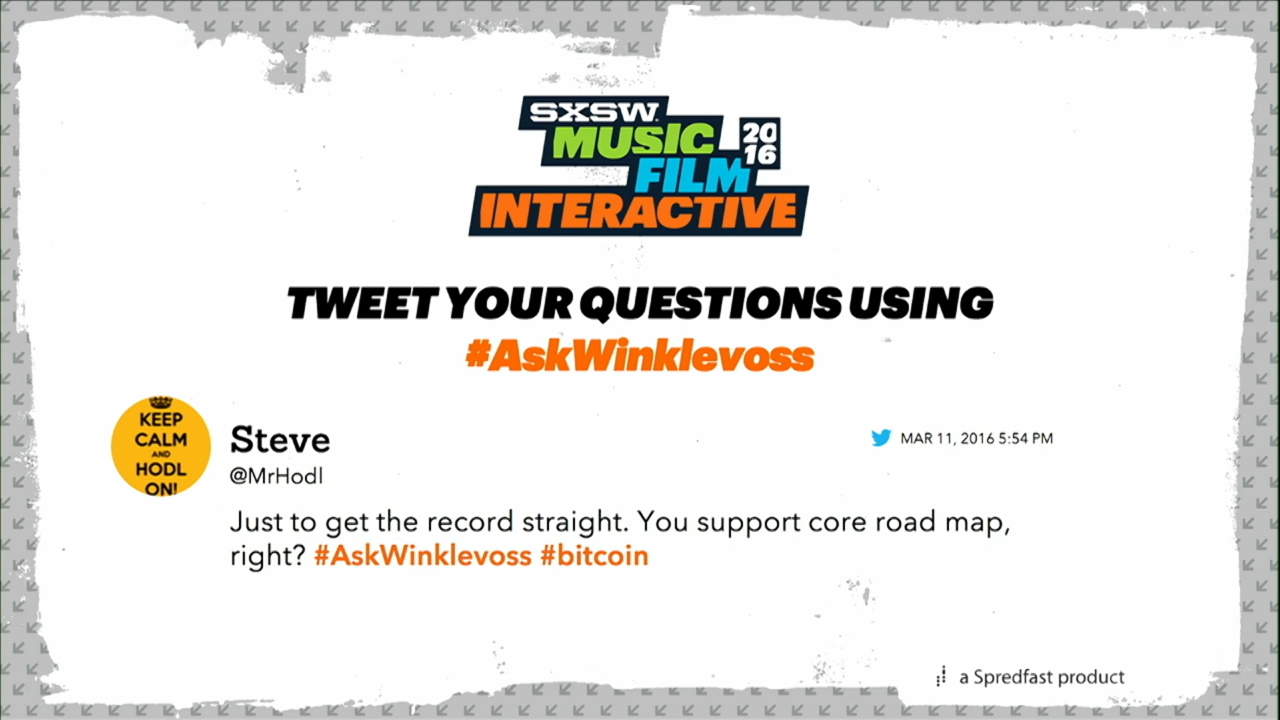 SXSW.
MUSIC
20
16
FILM
INTERACTIVE
TWEET YOUR QUESTIONS USING
#AskWinklevoss
KEEP
CALM
AND
HODL
ON!
Steve
@MrHodl
MAR 11, 2016 5:54 PM
Just to get the record straight. You support core road map,
right? #AskWinklevoss #bitcoin
a Spredfast product